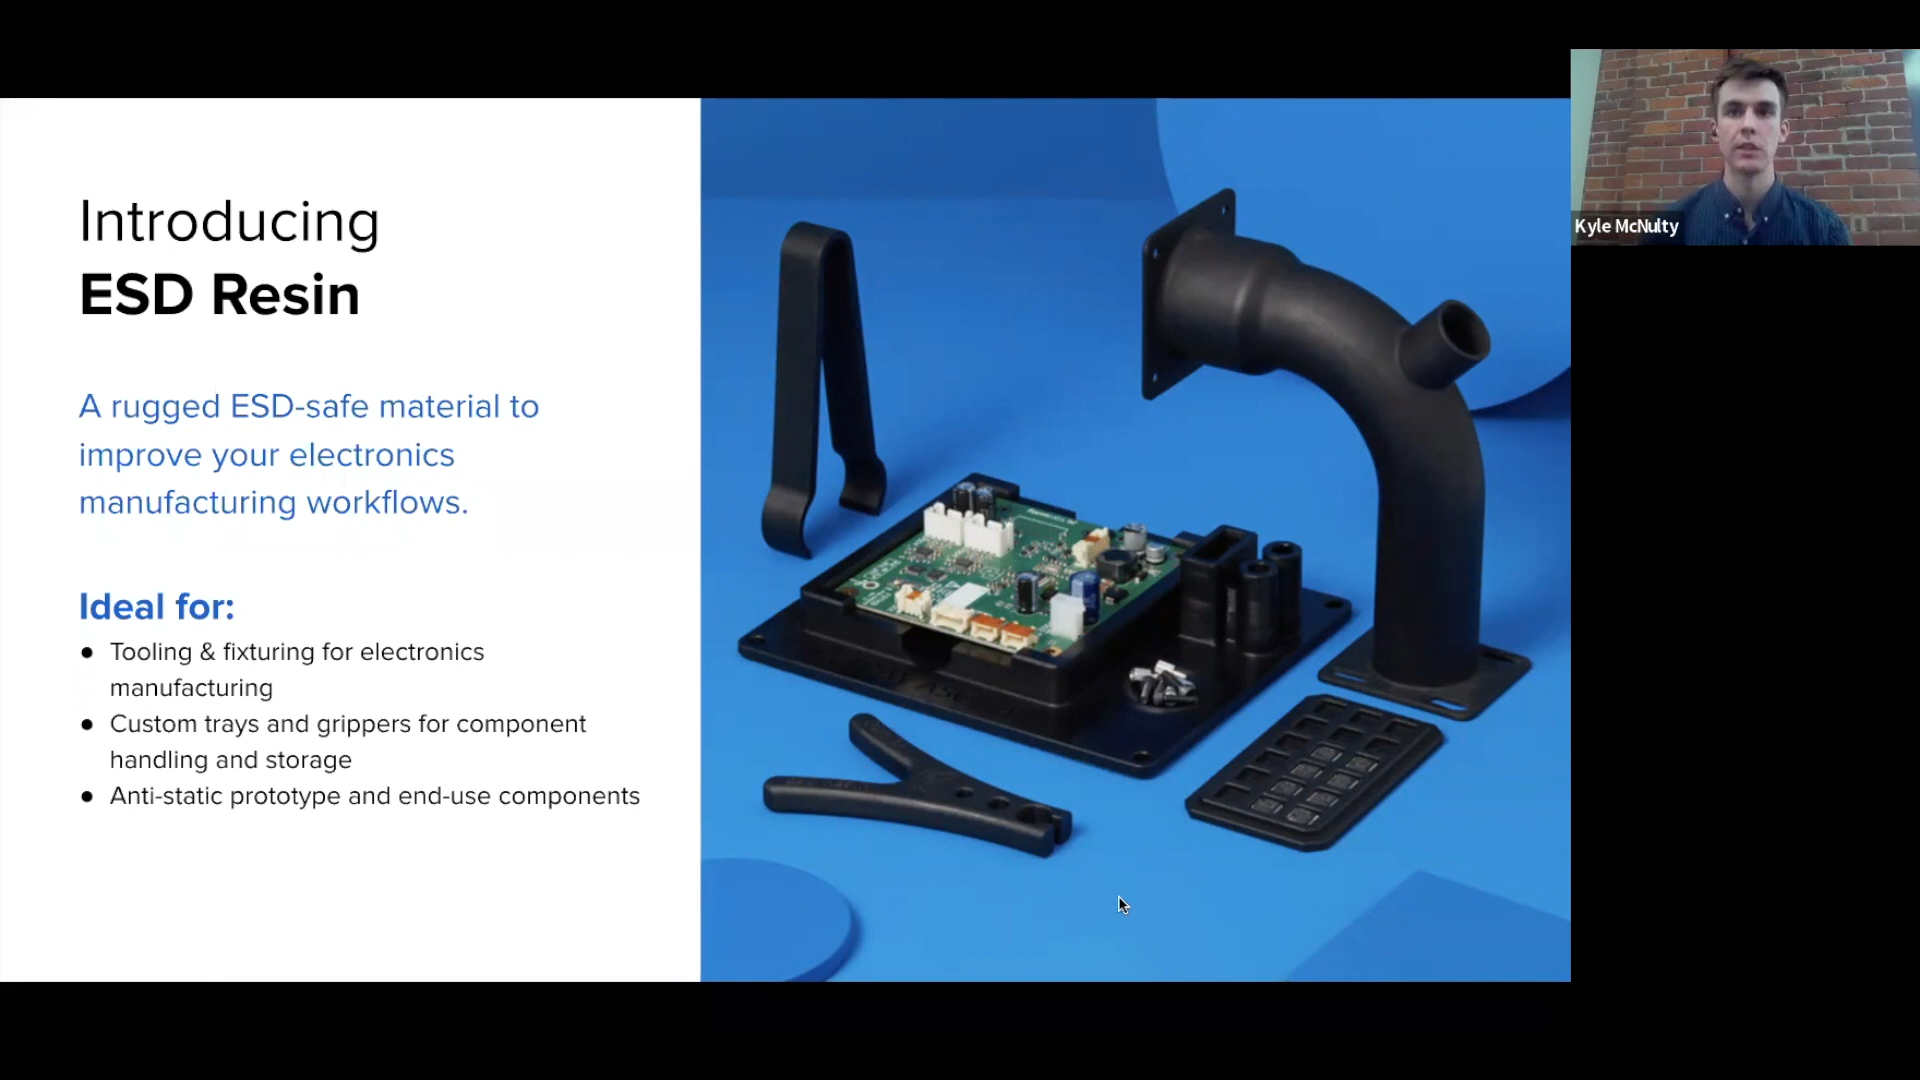 Introducing
ESD Resin
A rugged ESD-safe material to
improve your electronics
manufacturing workflows.
Ideal for:
● Tooling & fixturing for electronics
manufacturing
● Custom trays and grippers for component
handling and storage
● Anti-static prototype and end-use components
Kyle McNulty